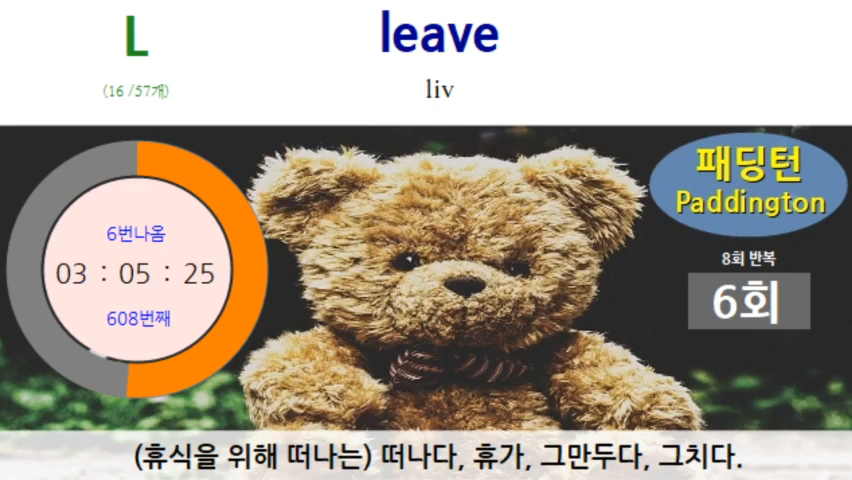 L
leave
(16 /57개)
liv
패딩턴
Paddington
6번나옴
03 : 05 : 25
608번째
8회 반복
6회
(휴식을 위해 떠나는) 떠나다, 휴가, 그만두다, 그치다.